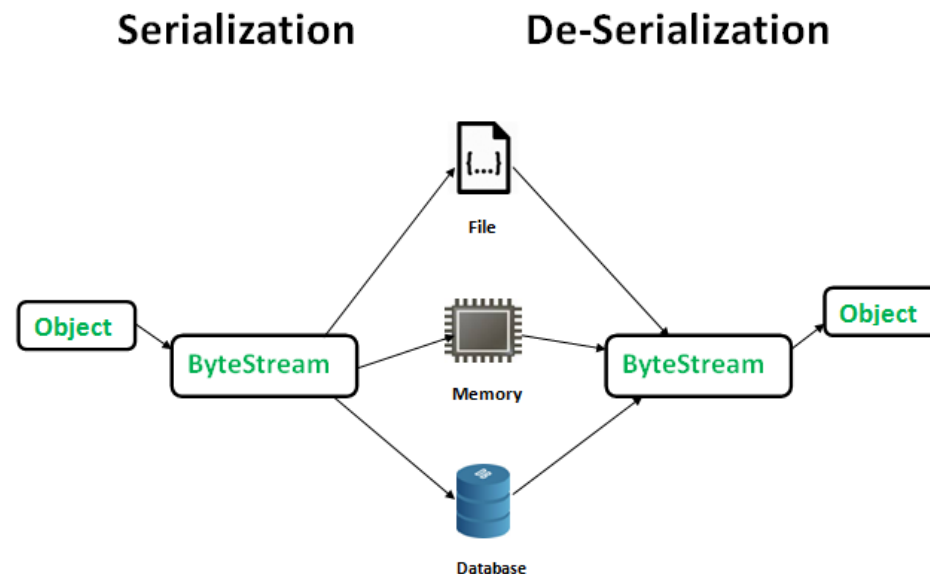 Serialization
De-Serialization
{...}
File
Object
ByteStream
Memory
ByteStream
Object
Database